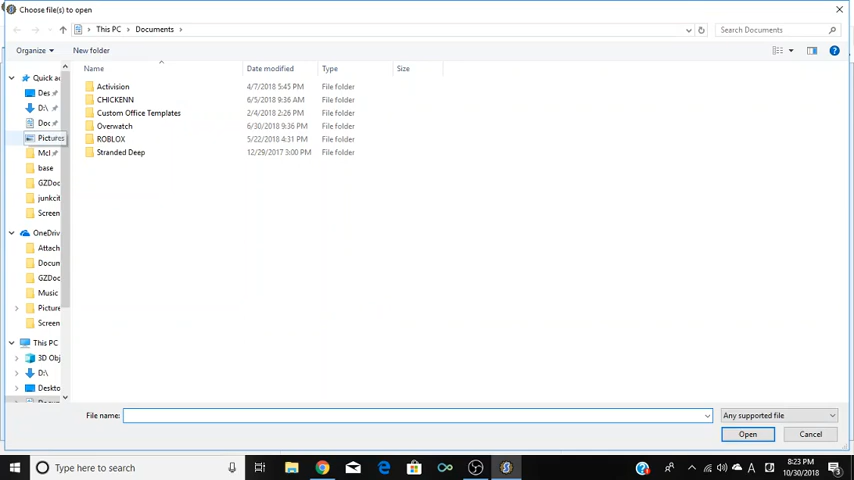 Choose file(s) to open
This PC > Documents >
Search Documents
Organize
New folder
Name
Date modified
Type
Size
Activision 4/7/2018 5:45 PM File folder
CHICKENN 6/5/2018 9:36 AM File folder
Custom Office Templates 2/4/2018 2:26 PM File folder
Overwatch 6/30/2018 9:36 PM File folder
ROBLOX 5/22/2018 4:31 PM File folder
Stranded Deep 12/29/2017 3:00 PM File folder
Quick ac
Des
D:\
Doc
Pictures
Mcl
base
GZDoc
junkcit
Screen
OneDriv
Attach
Docum
GZDoc
Music
Picture
Screen
This PC
3D Obj
D:\
Deskto
File name:
Any supported file
Open
Cancel
Type here to search
8:23 PM
10/30/2018
3